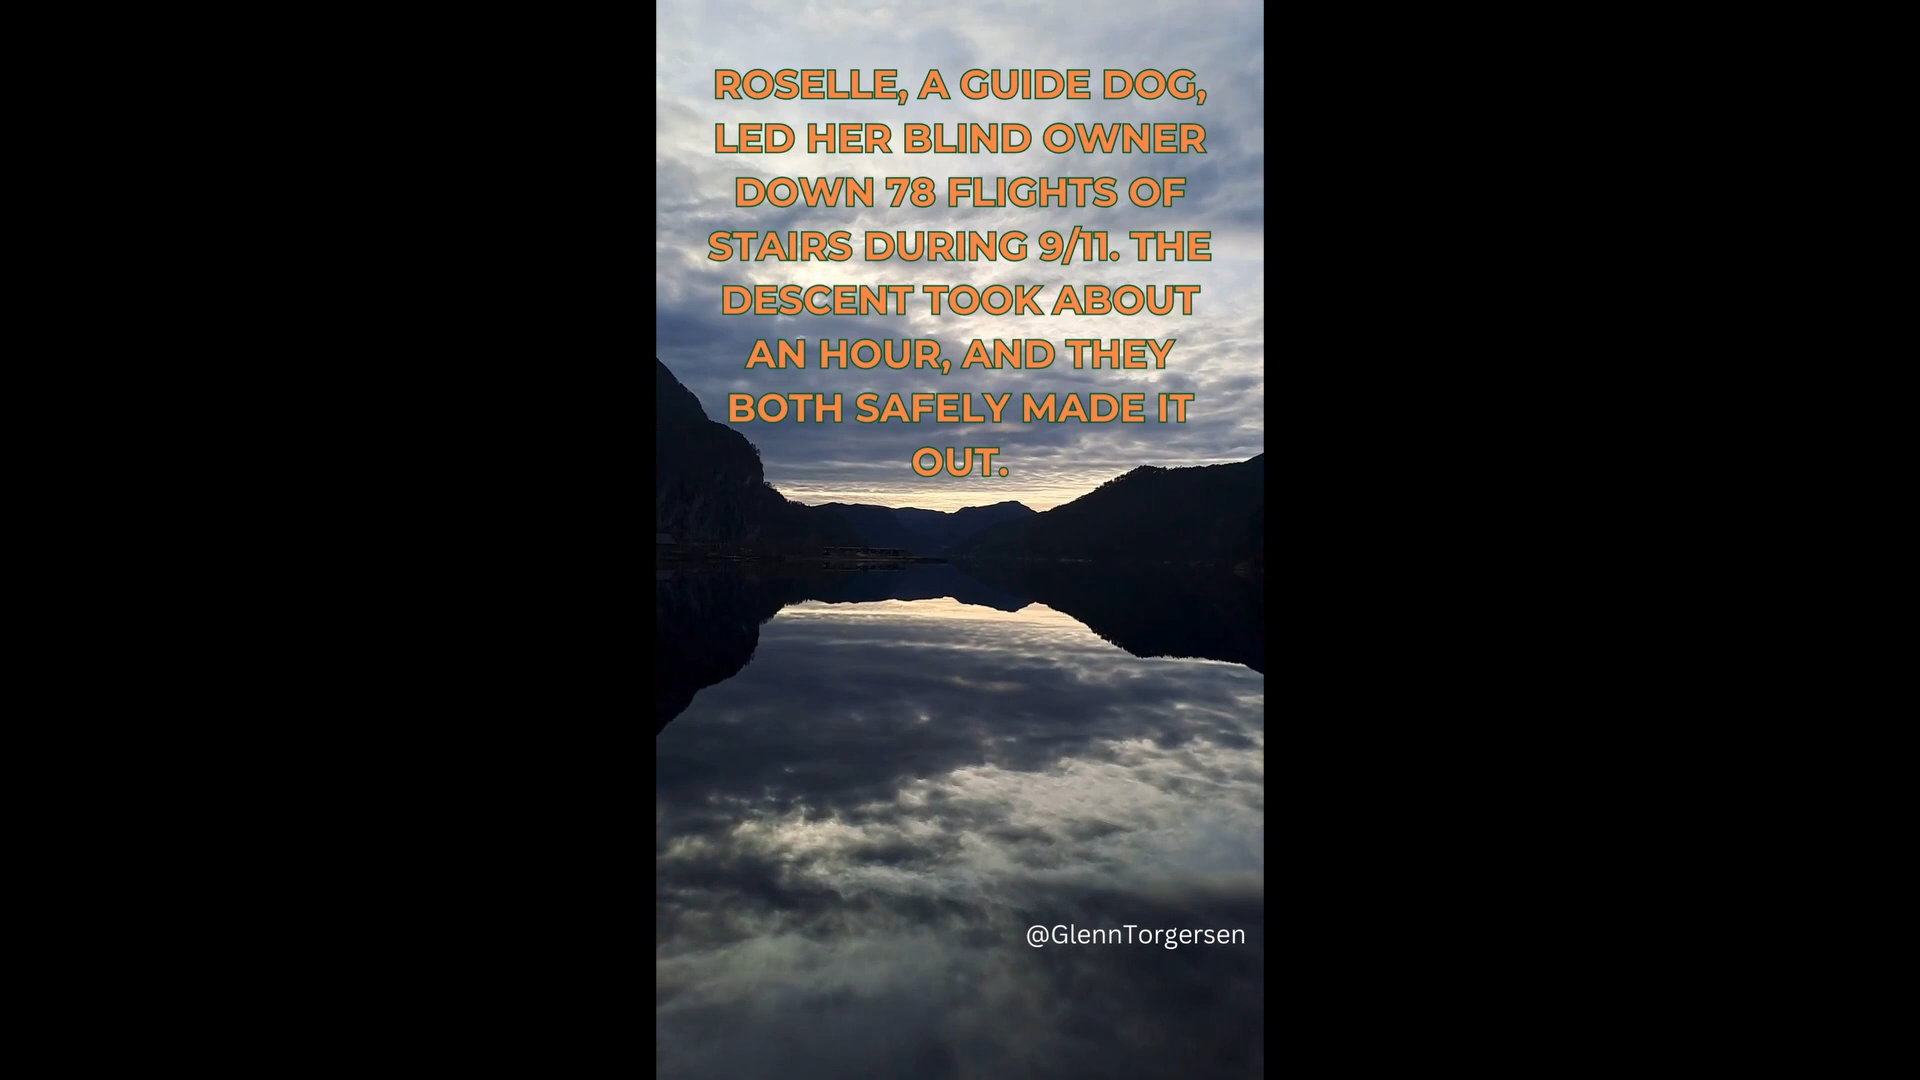 ROSELLE, A GUIDE DOG,
LED HER BLIND OWNER
DOWN 78 FLIGHTS OF
STAIRS DURING 9/11. THE
DESCENT TOOK ABOUT
AN HOUR, AND THEY
BOTH SAFELY MADE IT
OUT.
@GlennTorgersen